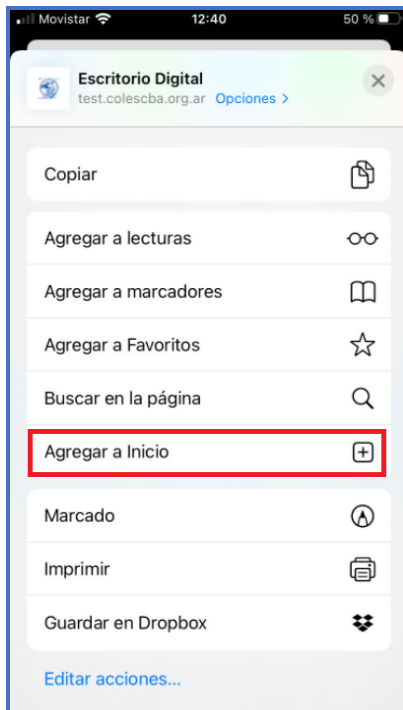 Movistar 12:40 50 %
Escritorio Digital
test.colescba.org.ar Opciones >
Copiar
Agregar a lecturas
Agregar a marcadores
Agregar a Favoritos
Buscar en la página
Agregar a Inicio
Marcado
Imprimir
Guardar en Dropbox
Editar acciones...